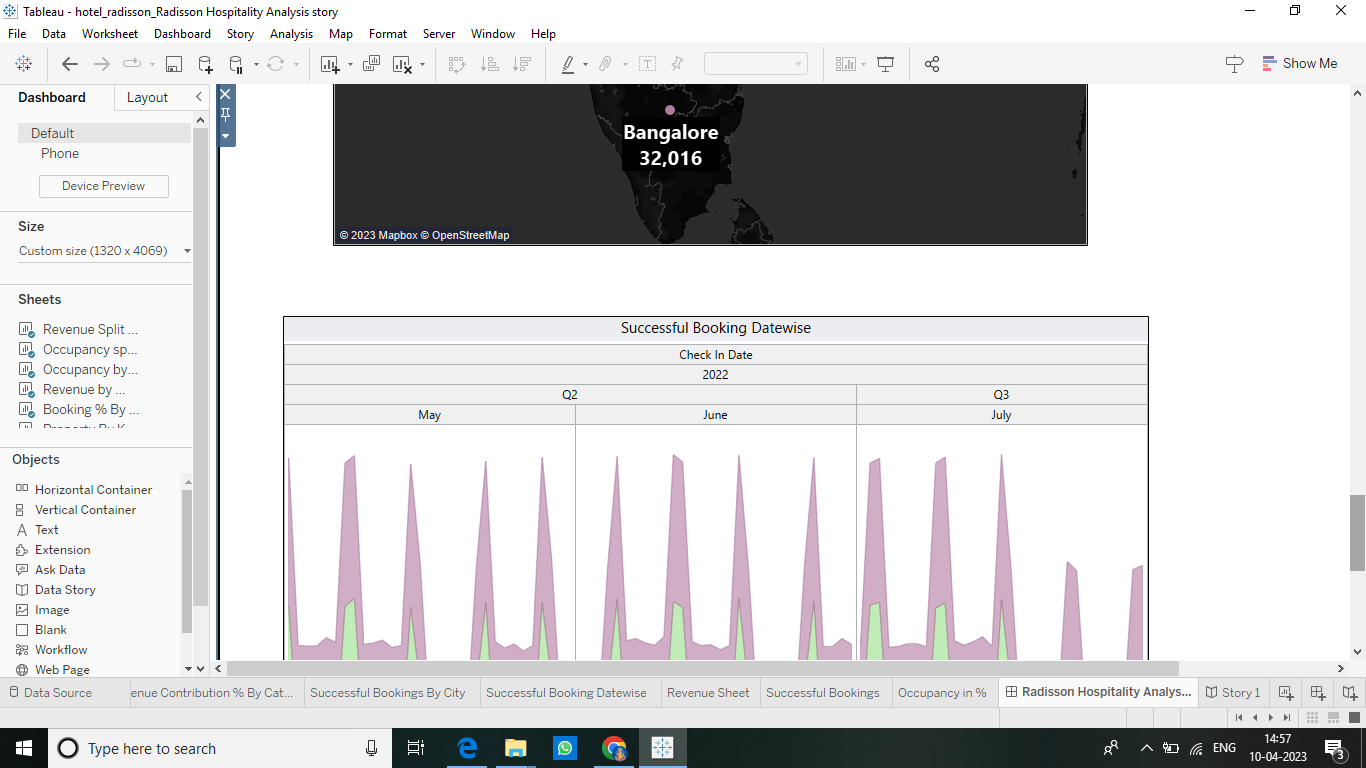 Tableau - hotel_radisson_Radisson Hospitality Analysis story
File Data Worksheet Dashboard Story Analysis Map Format Server Window Help
Show Me
Dashboard Layout
Default
Phone
Device Preview
Size
Custom size (1320 x 4069)
Sheets
Revenue Split ...
Occupancy sp...
Occupancy by...
Revenue by ...
Booking % By ...
Objects
Horizontal Container
Vertical Container
Text
Extension
Ask Data
Data Story
Image
Blank
Workflow
Web Page
Bangalore
32,016
© 2023 Mapbox © OpenStreetMap
Successful Booking Datewise
Check In Date
2022
Q2 Q3
May June July
Data Source enue Contribution % By Cat... Successful Bookings By City Successful Booking Datewise Revenue Sheet Successful Bookings Occupancy in % Radisson Hospitality Analys... Story 1
Type here to search
ENG
14:57
10-04-2023
3